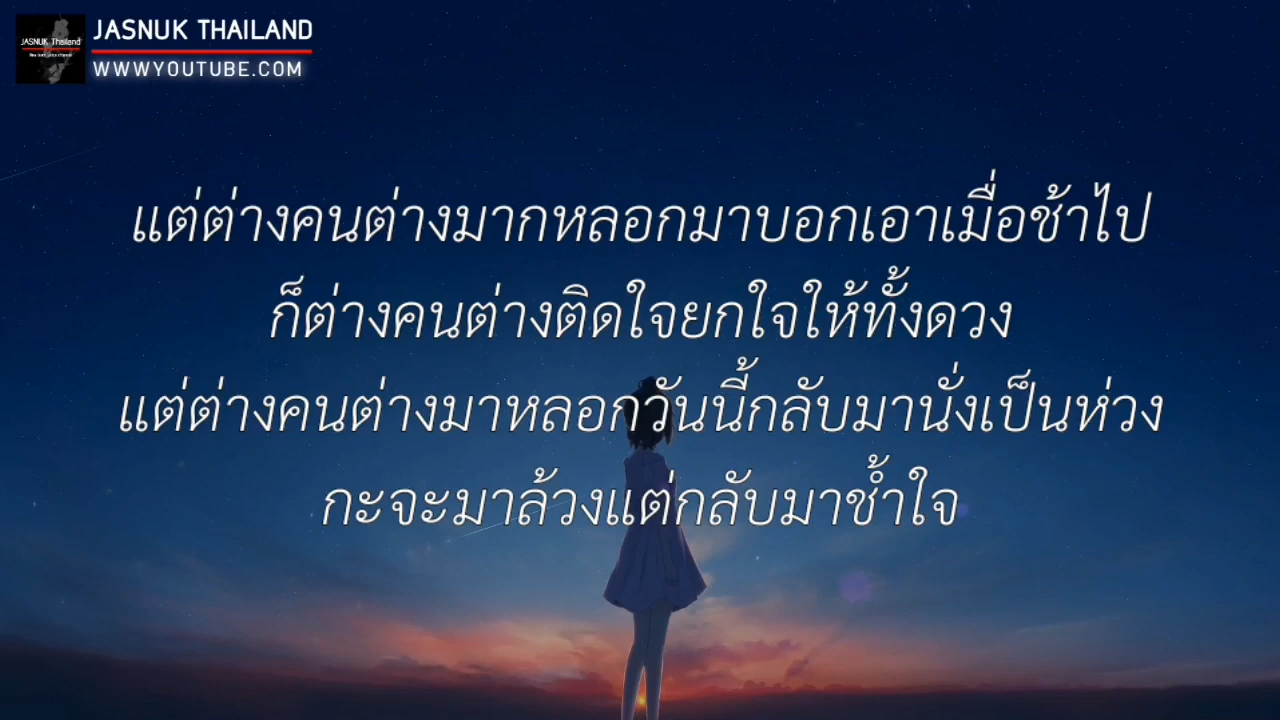 JASNUK Thailand
JASNUK THAILAND
WWWYOUTUBE.COM
แต่ต่างคนต่างมากหลอกมาบอกเอาเมื่อช้าไป
ก็ต่างคนต่างติดใจยกใจให้ทั้งดวง
แต่ต่างคนต่างมาหลอกวันนี้กลับมานั่งเป็นห่วง
กะจะมาล้วงแต่กลับมาช้ำใจ